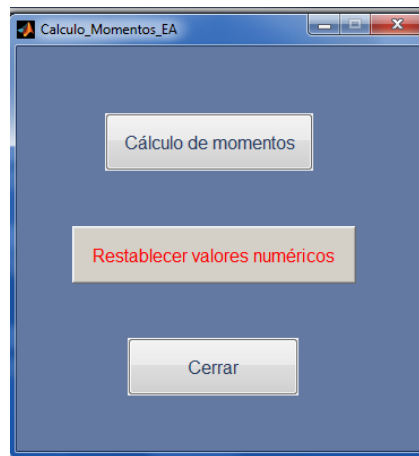 Calculo_Momentos_EA
Cálculo de momentos
Restablecer valores numéricos
Cerrar